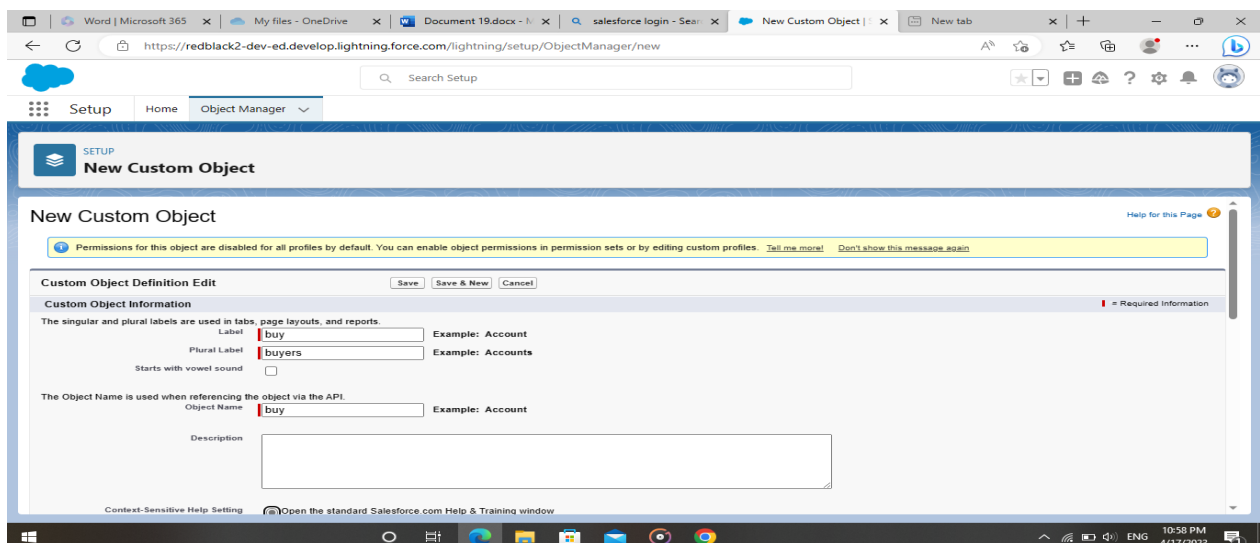 Word | Microsoft 365 My files - OneDrive Document 19.docx - salesforce login - Sear New Custom Object | New tab
https://redblack2-dev-ed.develop.lightning.force.com/lightning/setup/ObjectManager/new
Search Setup
Setup Home Object Manager
SETUP
New Custom Object
New Custom Object
Help for this Page
Permissions for this object are disabled for all profiles by default. You can enable object permissions in permission sets or by editing custom profiles. Tell me more! Don't show this message again
Custom Object Definition Edit Save Save & New Cancel
Custom Object Information = Required Information
The singular and plural labels are used in tabs, page layouts, and reports.
Label buy Example: Account
Plural Label buyers Example: Accounts
Starts with vowel sound
The Object Name is used when referencing the object via the API.
Object Name buy Example: Account
Description
Context-Sensitive Help Setting Open the standard Salesforce.com Help & Training window
ENG 10:58 PM
4/17/2023